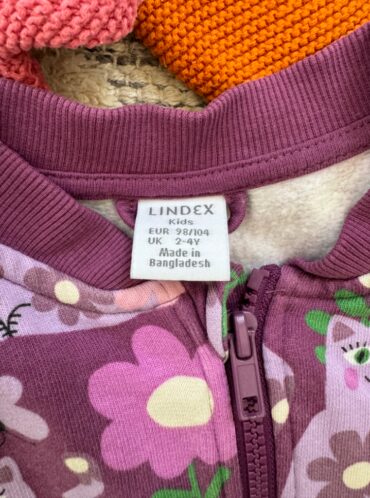 LINDEX
Kids
EUR 98/104
UK 2-4Y
Made in
Bangladesh